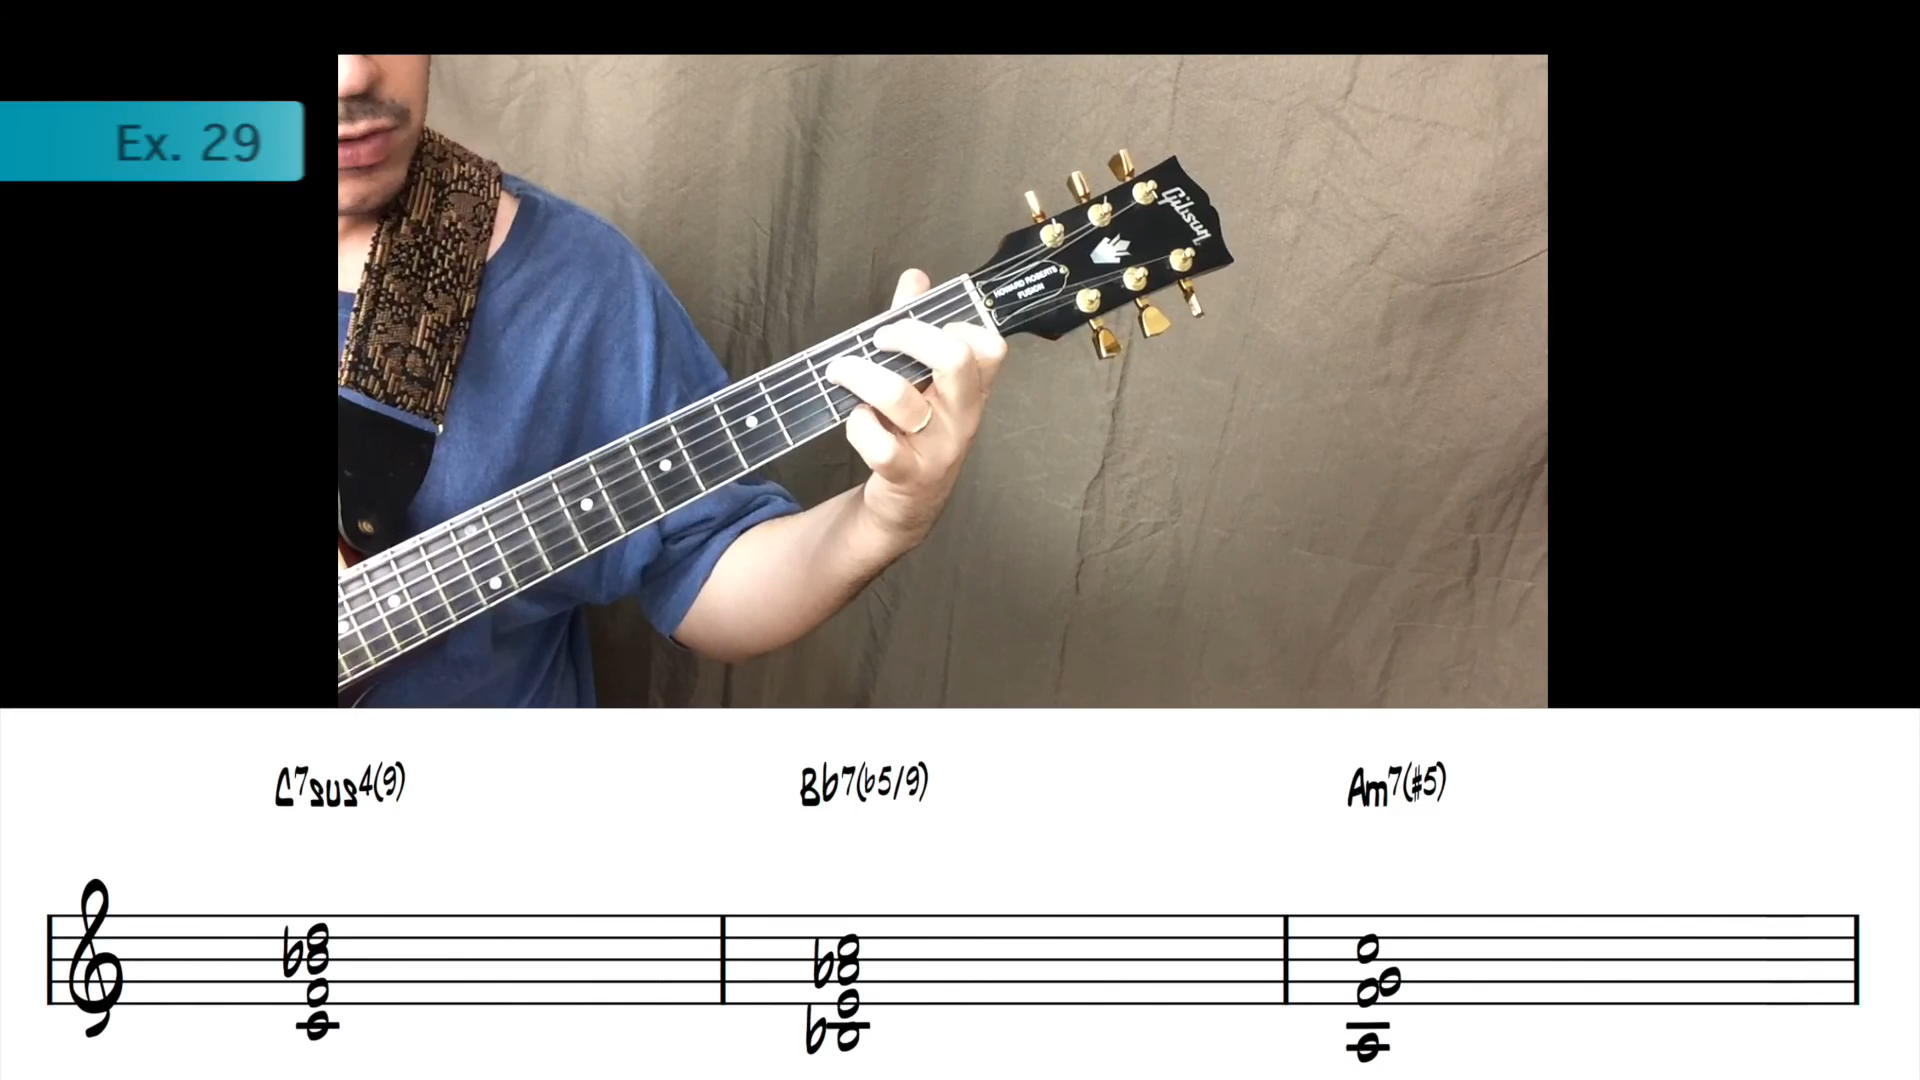 Ex. 29
Gibson
HOWARD ROBERTS
FUSION
C7sus4(9)
Bb7(b5/9)
Am7(#5)